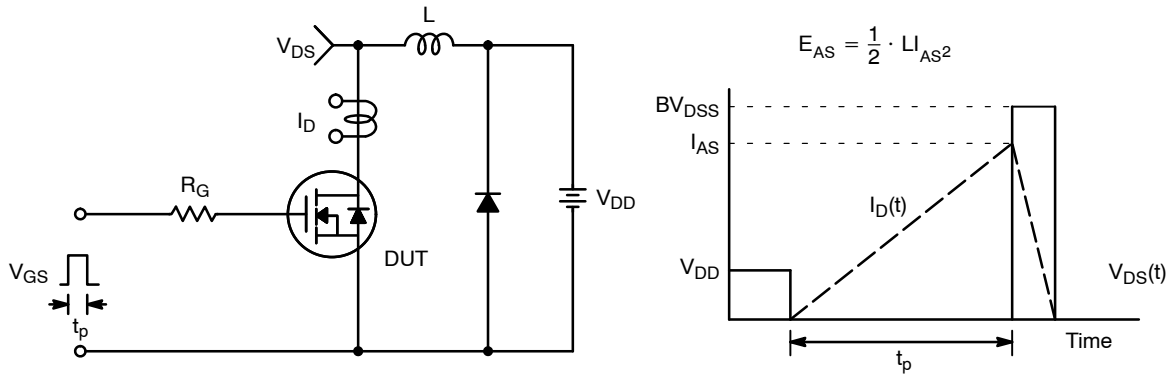 L
V_DS
I_D
R_G
V_DD
DUT
V_GS
t_p
E_AS = 1/2 · LI_AS²
BV_DSS
I_AS
I_D(t)
V_DD
V_DS(t)
Time
t_p